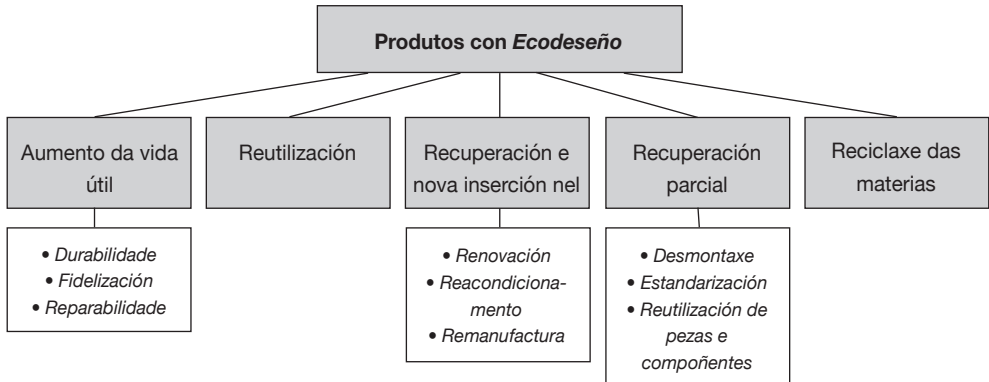 Produtos con Ecodeseño
Aumento da vida
útil
Reutilización
Recuperación e
nova inserción nel
Recuperación
parcial
Reciclaxe das
materias
• Durabilidade
• Fidelización
• Reparabilidade
• Renovación
• Reacondiciona-
mento
• Remanufactura
• Desmontaxe
• Estandarización
• Reutilización de
pezas e
compoñentes